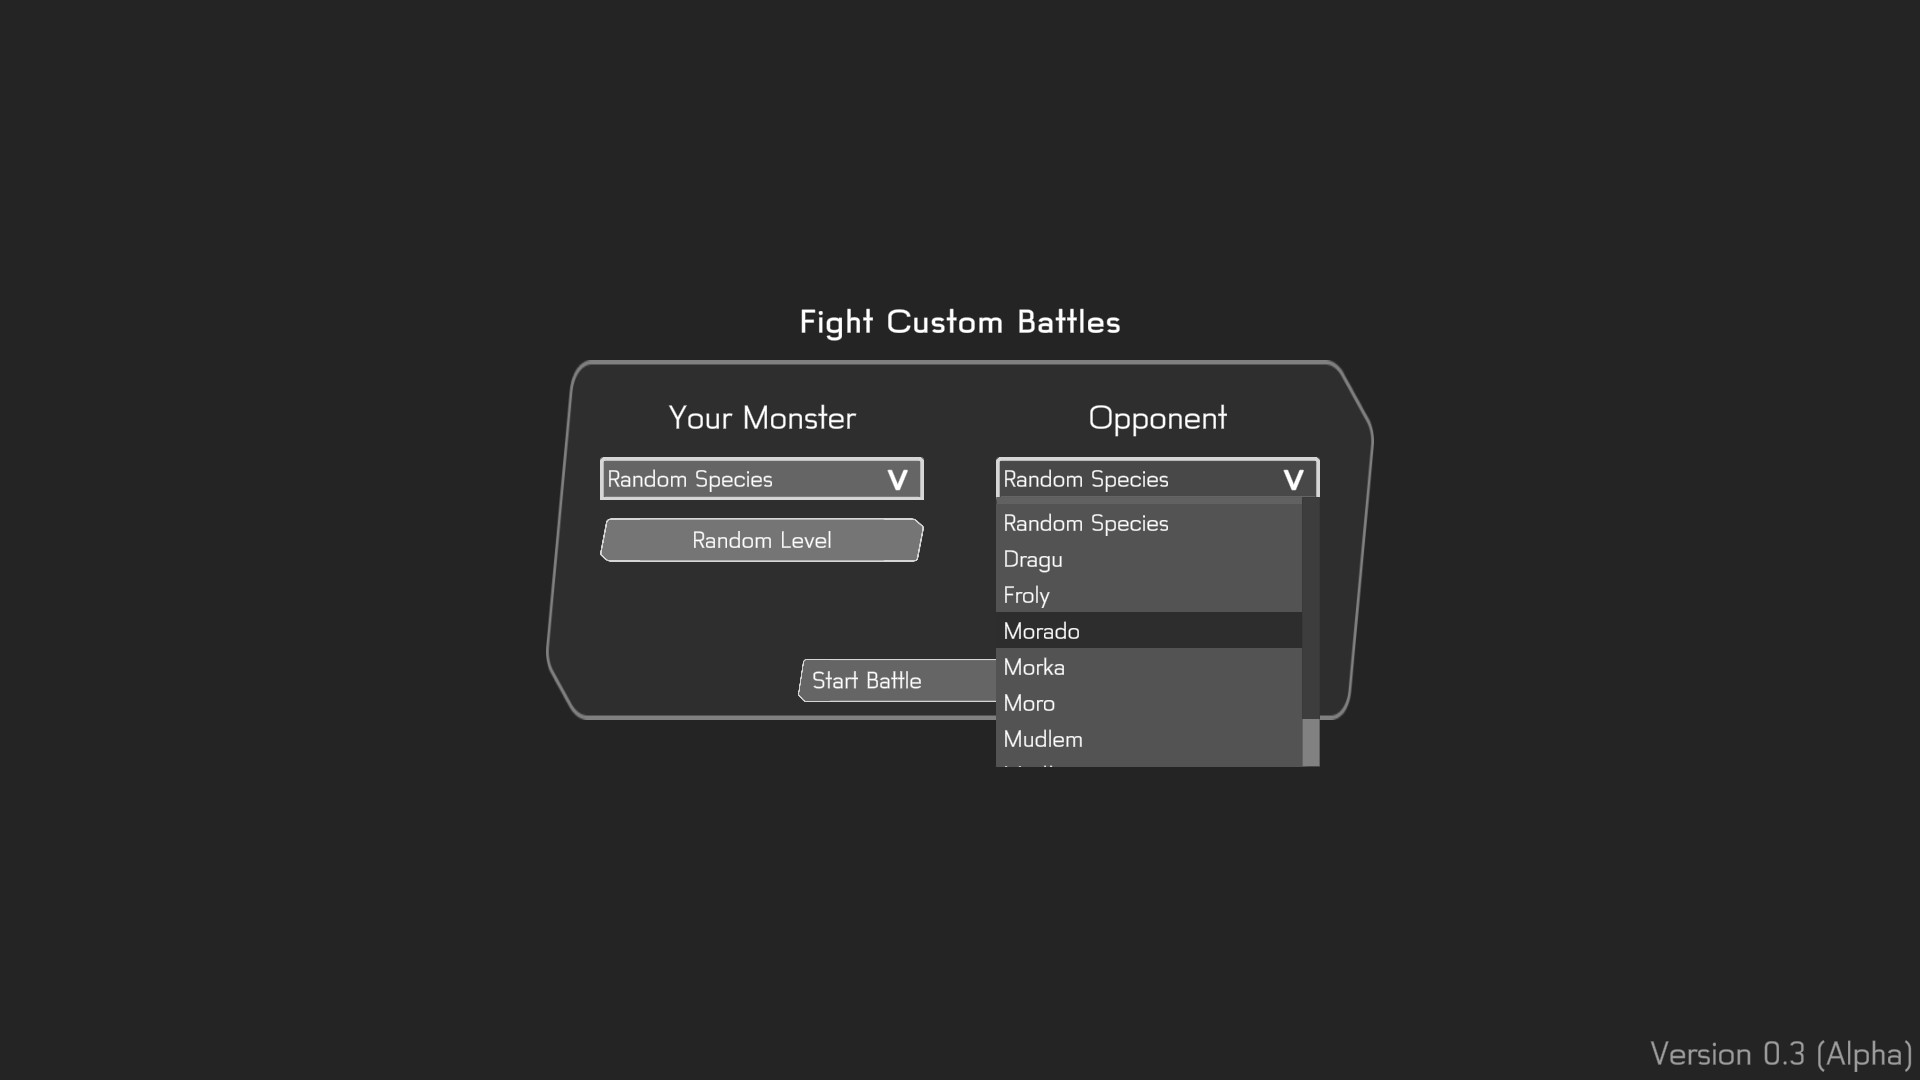 Fight Custom Battles
Your Monster
Opponent
Random Species V
Random Species V
Random Level
Random Species
Dragu
Froly
Morado
Morka
Start Battle
Moro
Mudlem
Version 0.3 (Alpha)